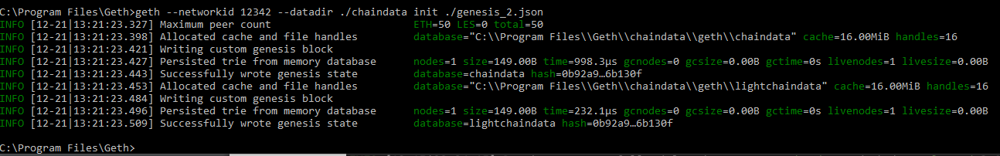 C:\Program Files\Geth>geth --networkid 12342 --datadir ./chaindata init ./genesis_2.json
INFO [12-21|13:21:23.327] Maximum peer count ETH=50 LES=0 total=50
INFO [12-21|13:21:23.398] Allocated cache and file handles database="C:\\Program Files\\Geth\\chaindata\\geth\\chaindata" cache=16.00MiB handles=16
INFO [12-21|13:21:23.421] Writing custom genesis block
INFO [12-21|13:21:23.427] Persisted trie from memory database nodes=1 size=149.00B time=998.3µs gcnodes=0 gcsize=0.00B gctime=0s livenodes=1 livesize=0.00B
INFO [12-21|13:21:23.443] Successfully wrote genesis state database=chaindata hash=0b92a9…6b130f
INFO [12-21|13:21:23.453] Allocated cache and file handles database="C:\\Program Files\\Geth\\chaindata\\geth\\lightchaindata" cache=16.00MiB handles=16
INFO [12-21|13:21:23.484] Writing custom genesis block
INFO [12-21|13:21:23.496] Persisted trie from memory database nodes=1 size=149.00B time=232.1µs gcnodes=0 gcsize=0.00B gctime=0s livenodes=1 livesize=0.00B
INFO [12-21|13:21:23.509] Successfully wrote genesis state database=lightchaindata hash=0b92a9…6b130f
C:\Program Files\Geth>